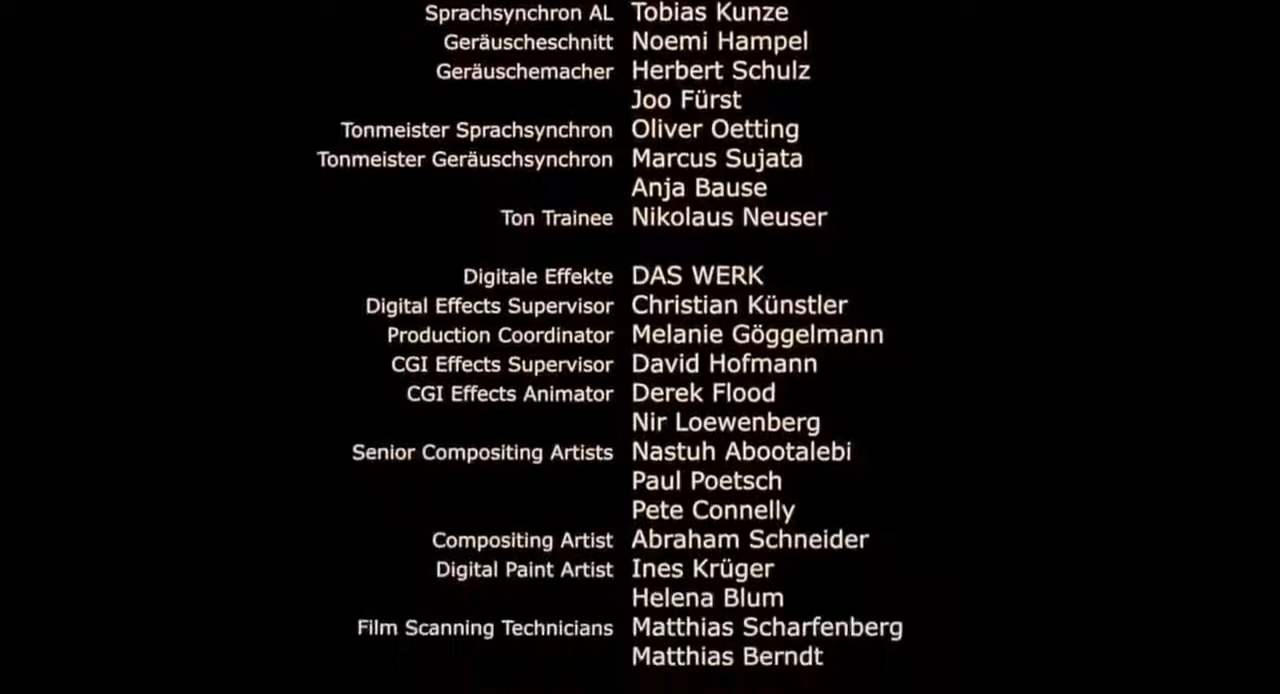 Sprachsynchron AL Tobias Kunze
Geräuscheschnitt Noemi Hampel
Geräuschemacher Herbert Schulz
Joo Fürst
Tonmeister Sprachsynchron Oliver Oetting
Tonmeister Geräuschsynchron Marcus Sujata
Anja Bause
Ton Trainee Nikolaus Neuser
Digitale Effekte DAS WERK
Digital Effects Supervisor Christian Künstler
Production Coordinator Melanie Göggelmann
CGI Effects Supervisor David Hofmann
CGI Effects Animator Derek Flood
Nir Loewenberg
Senior Compositing Artists Nastuh Abootalebi
Paul Poetsch
Pete Connelly
Compositing Artist Abraham Schneider
Digital Paint Artist Ines Krüger
Helena Blum
Film Scanning Technicians Matthias Scharfenberg
Matthias Berndt